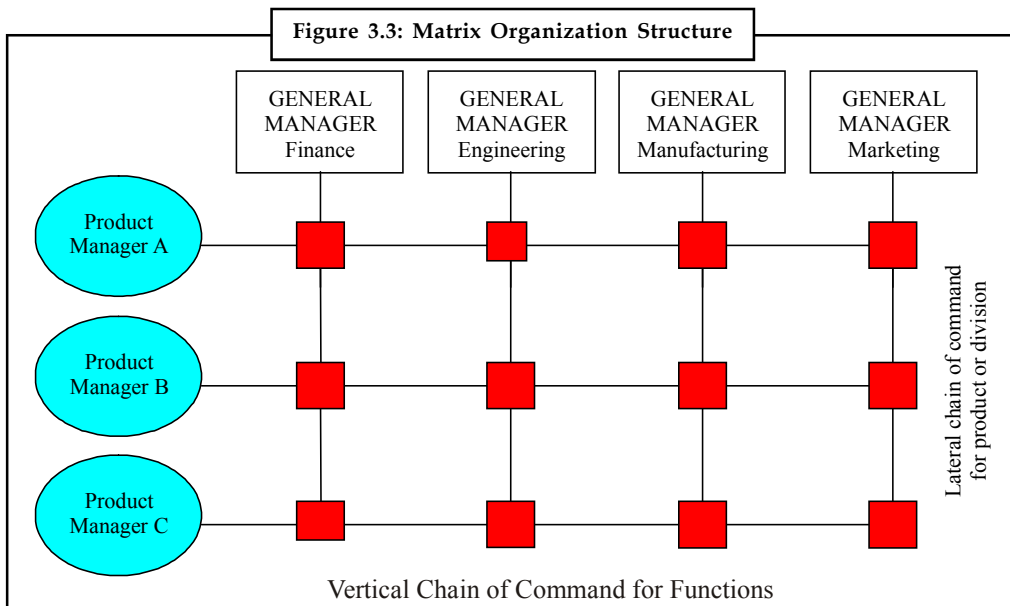 Figure 3.3: Matrix Organization Structure
GENERAL
MANAGER
Finance
GENERAL
MANAGER
Engineering
GENERAL
MANAGER
Manufacturing
GENERAL
MANAGER
Marketing
Product
Manager A
Product
Manager B
Product
Manager C
Lateral chain of command
for product or division
Vertical Chain of Command for Functions